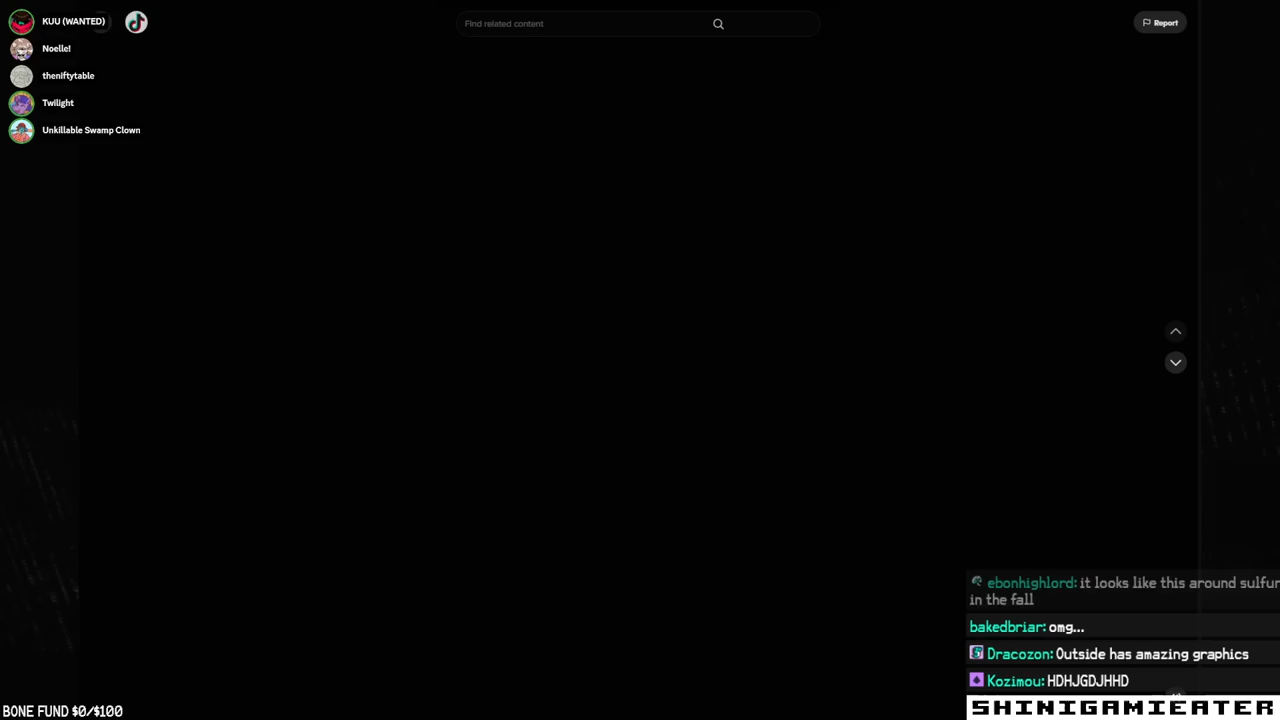 KUU (WANTED)
Find related content
Report
Noelle!
theniftytable
Twilight
Unkillable Swamp Clown
ebonhighlord: it looks like this around sulfur
in the fall
bakedbriar: omg...
Dracozon: Outside has amazing graphics
Kozimou: HDHJGDJHHD
BONE FUND $0/$100
SHINIGAMIEATER